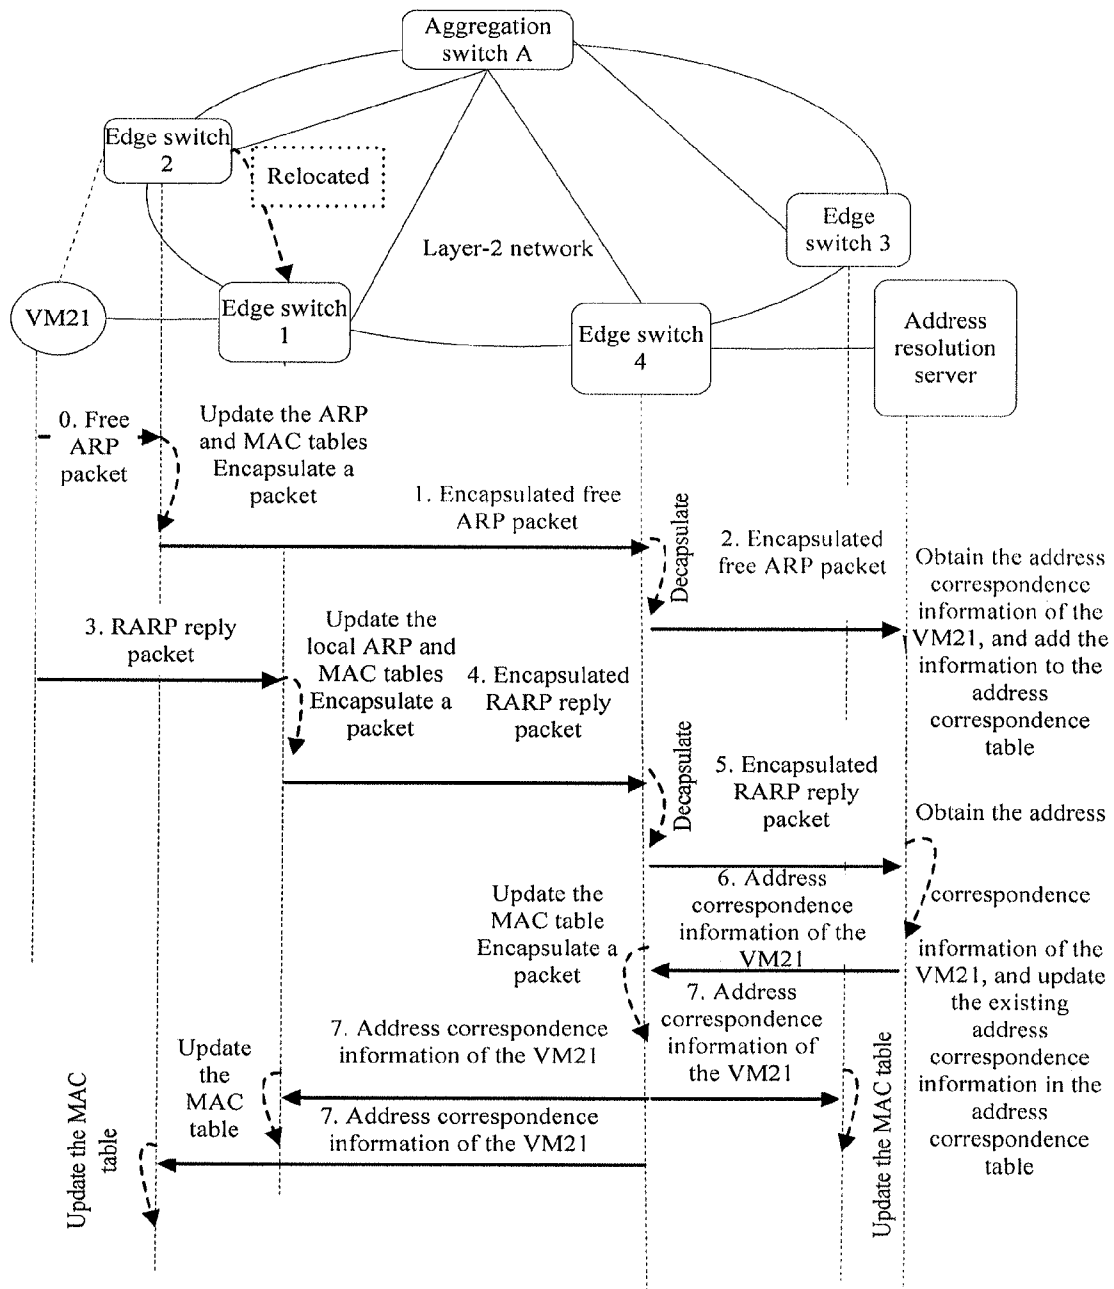 Aggregation
switch A
Edge switch
2
Relocated
Edge
switch 3
Layer-2 network
VM21
Edge switch
1
Edge switch
4
Address
resolution
server
0. Free
ARP
packet
Update the ARP
and MAC tables
Encapsulate a
packet
1. Encapsulated free
ARP packet
Decapsulate
2. Encapsulated
free ARP packet
Obtain the address
correspondence
information of the
VM21, and add the
information to the
address
correspondence
table
3. RARP reply
packet
Update the
local ARP and
MAC tables
Encapsulate a
packet
4. Encapsulated
RARP reply
packet
Decapsulate
5. Encapsulated
RARP reply
packet
Obtain the address
correspondence
information of the
VM21, and update
the existing
address
correspondence
information in the
address
correspondence
table
6. Address
correspondence
information of the
VM21
Update the
MAC table
Encapsulate a
packet
7. Address
correspondence
information of
the VM21
7. Address correspondence
information of the VM21
Update
the
MAC
table
7. Address correspondence
information of the VM21
Update the MAC
table
Update the MAC table